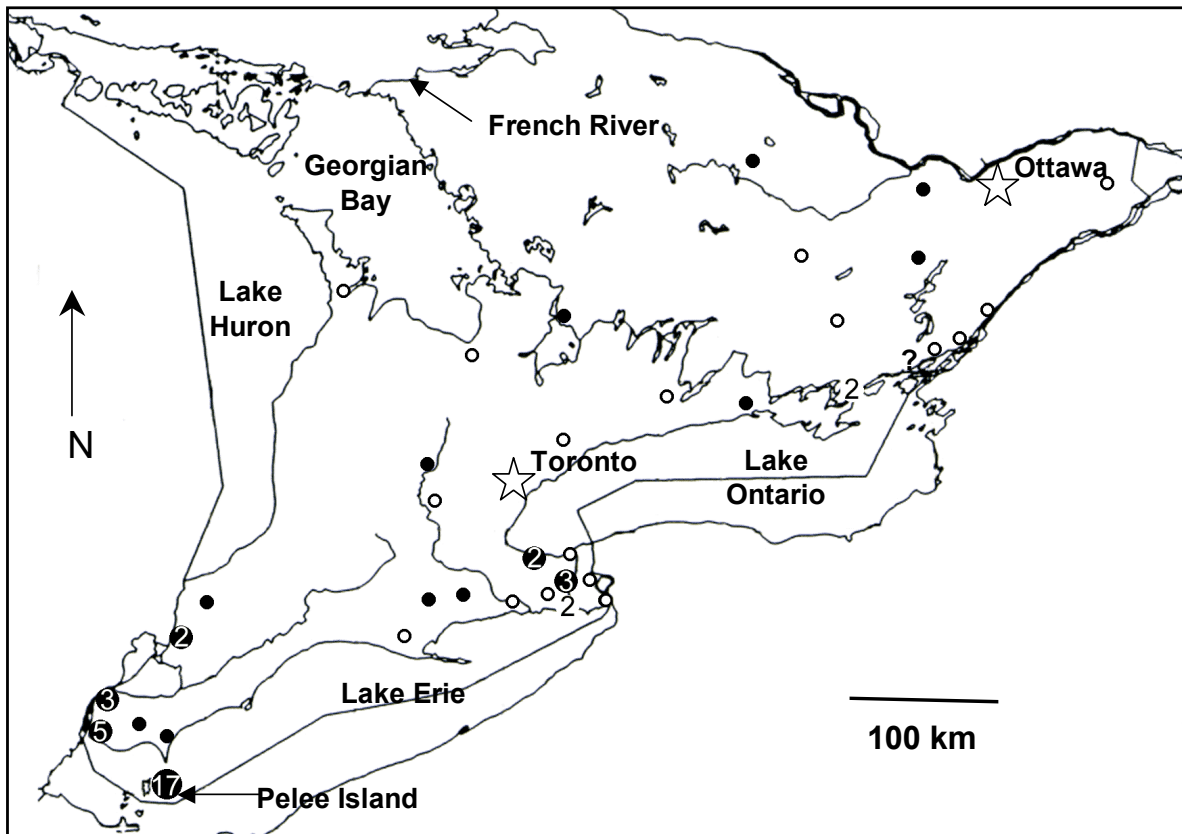 French River
Georgian
Bay
Ottawa
Lake
Huron
N
?
2
Toronto
Lake
Ontario
2
3
2
2
3
5
Lake Erie
100 km
17
Pelee Island